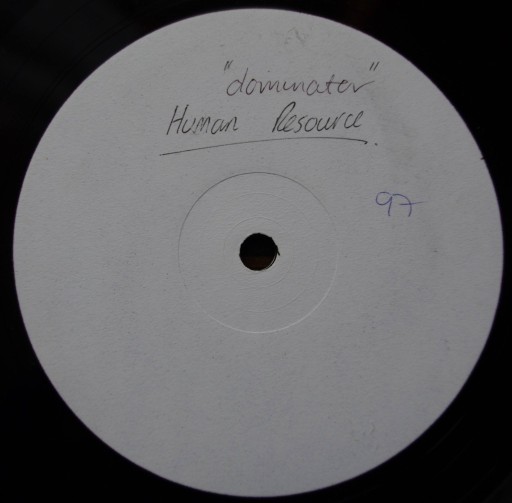 "dominator"
Human Resource.
97